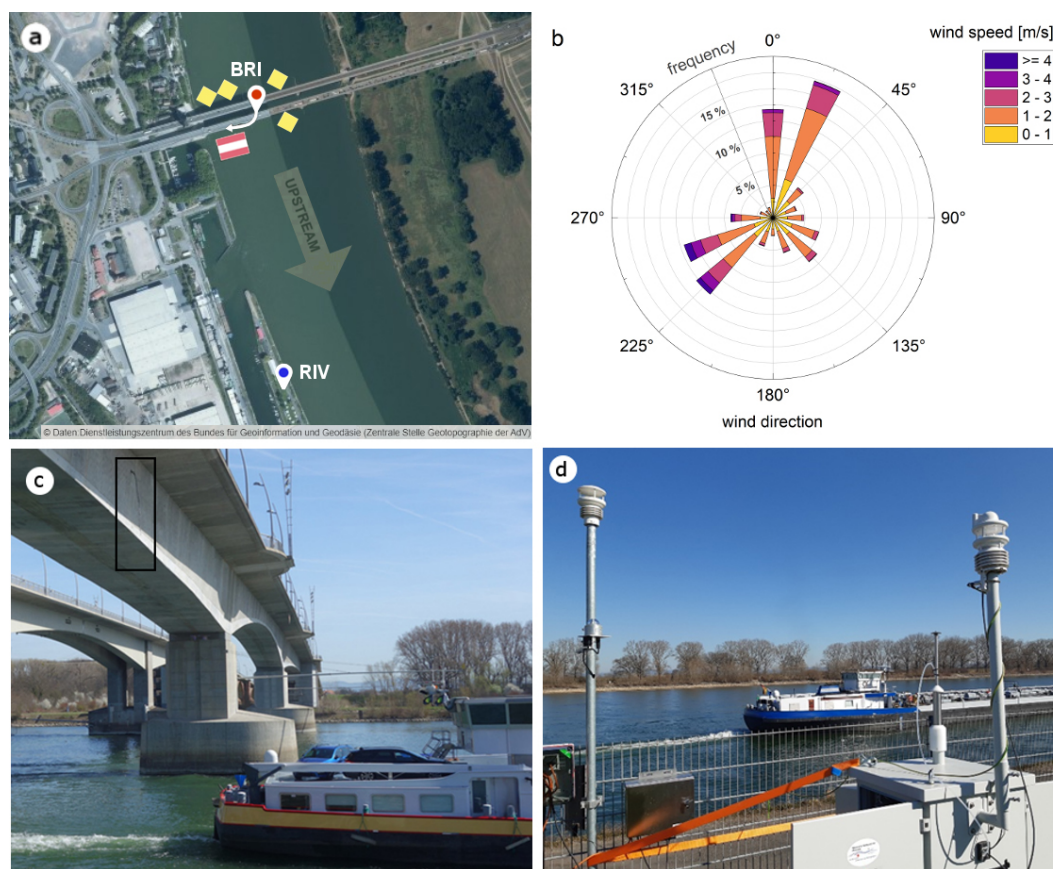 a
BRI
UPSTREAM
RIV
© Daten Dienstleistungszentrum des Bundes für Geoinformation und Geodäsie (Zentrale Stelle Geotopographie der AdV)
b
wind speed [m/s]
>= 4
3 - 4
2 - 3
1 - 2
0 - 1
frequency
0°
45°
90°
135°
180°
225°
270°
315°
15 %
10 %
5 %
wind direction
c
d